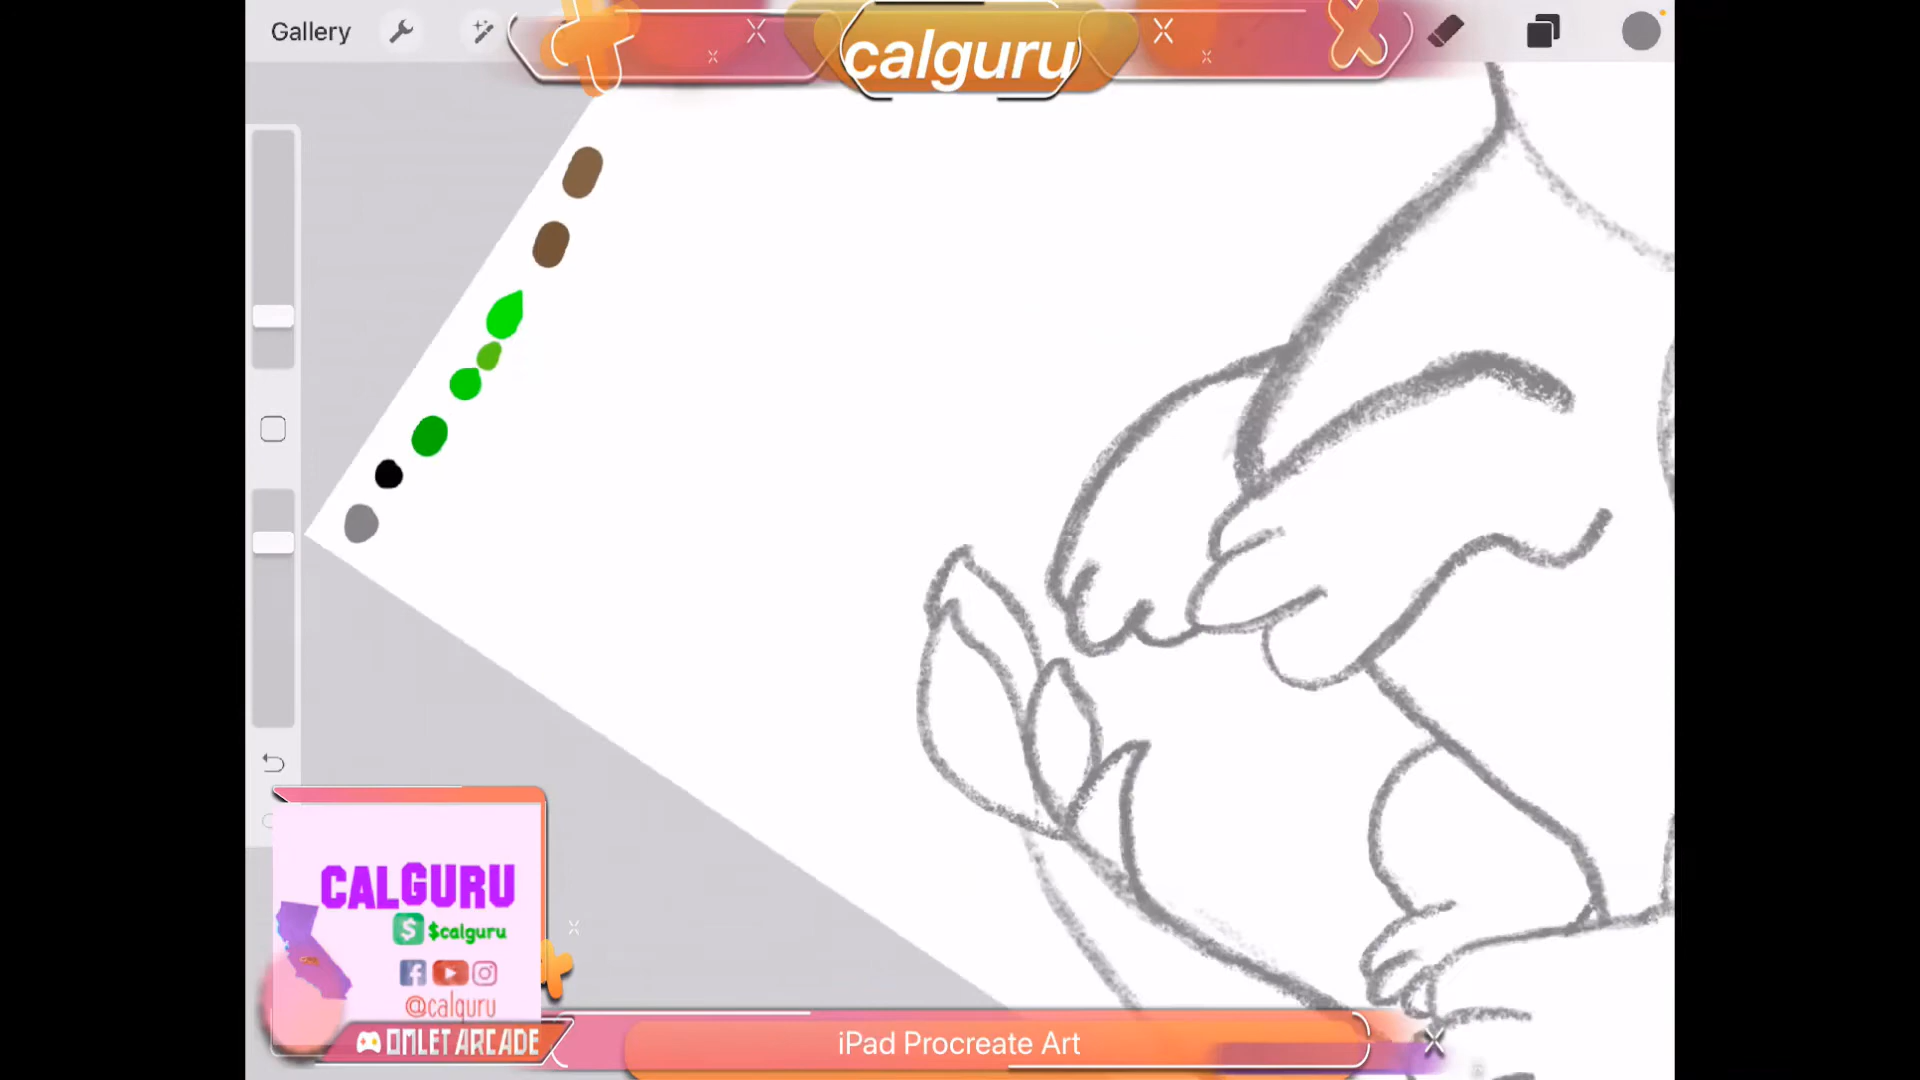 Gallery
calguru
CALGURU
$ $calguru
@calguru
OMLET ARCADE
iPad Procreate Art